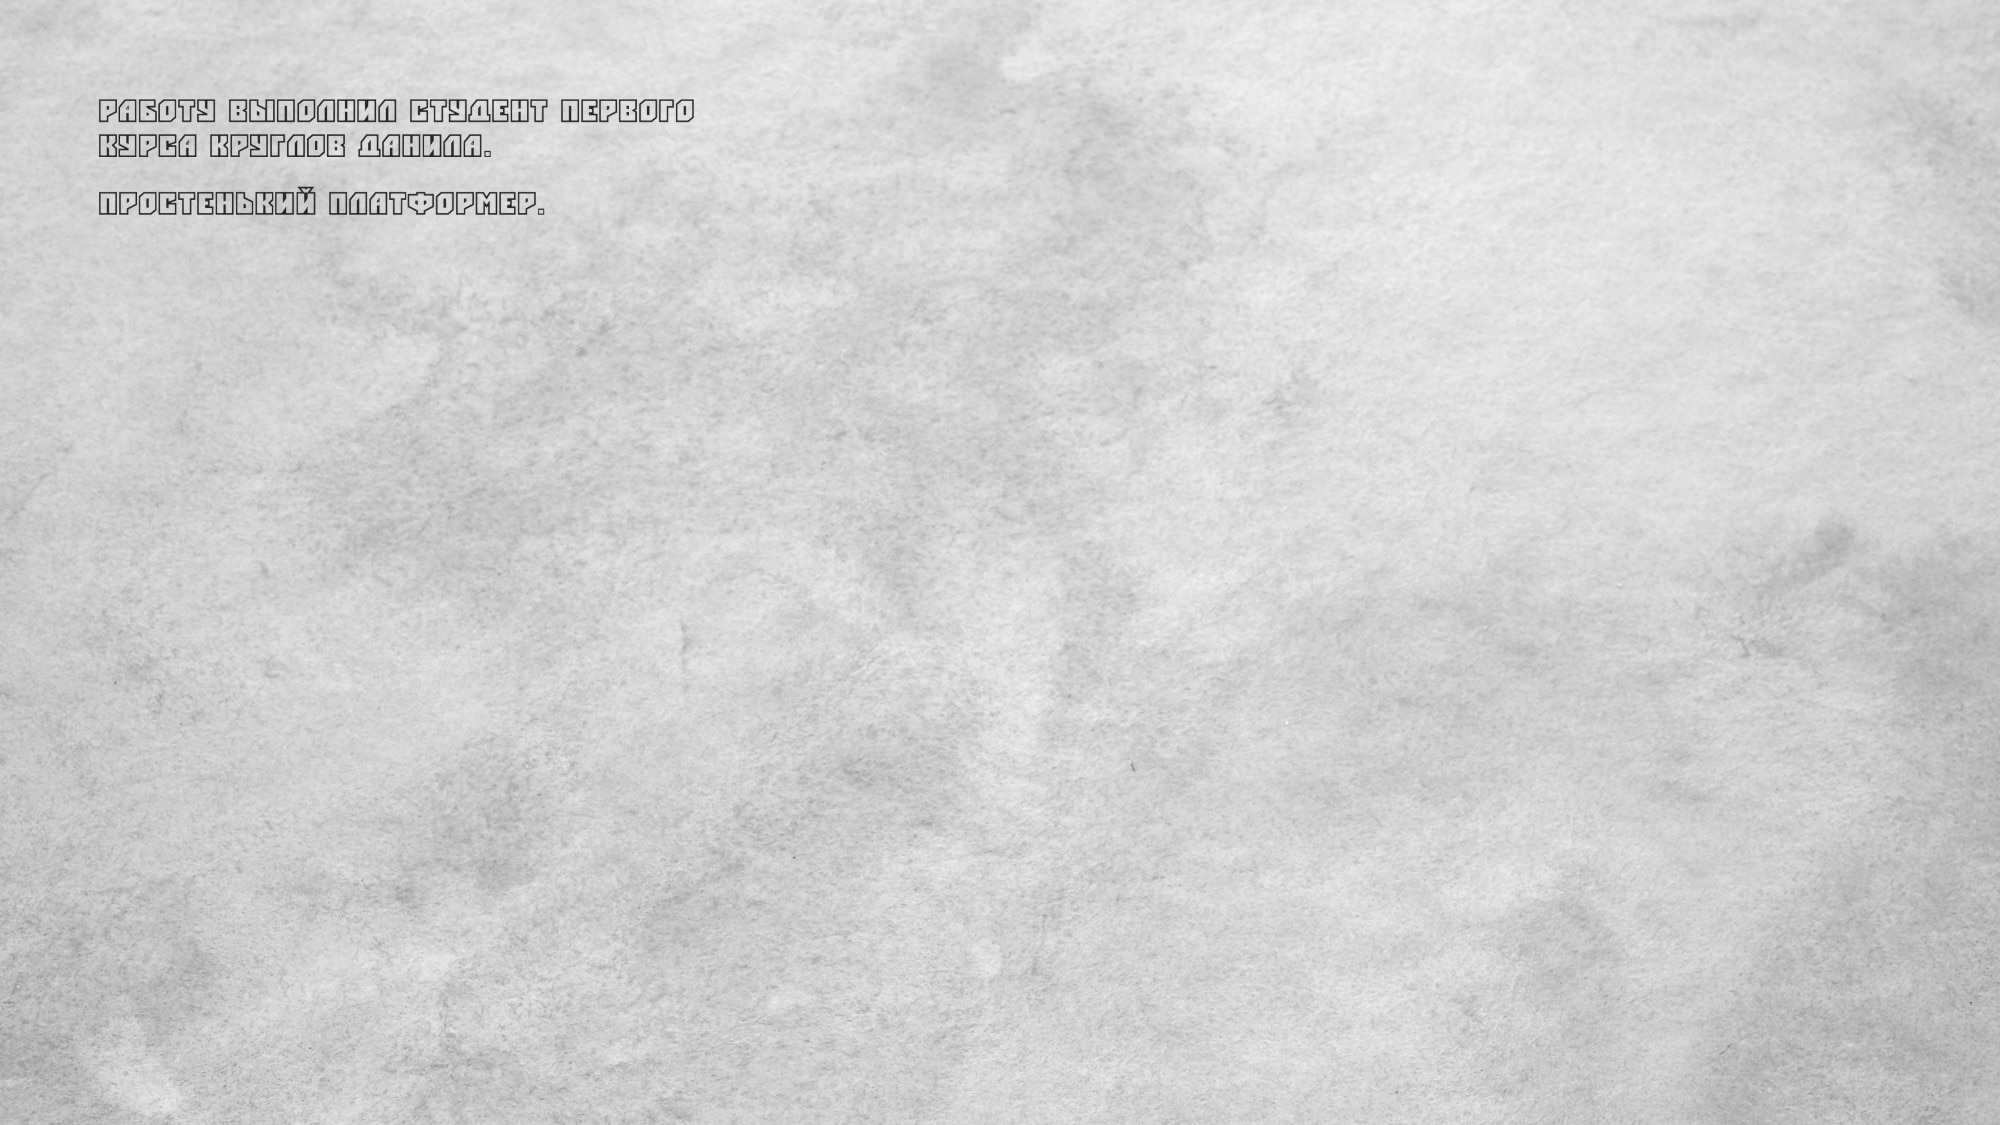 РАБОТУ ВЫПОЛНИЛ СТУДЕНТ ПЕРВОГО
КУРСА КРУГЛОВ ДАНИЛА.
ПРОСТЕНЬКИЙ ПЛАТФОРМЕР.